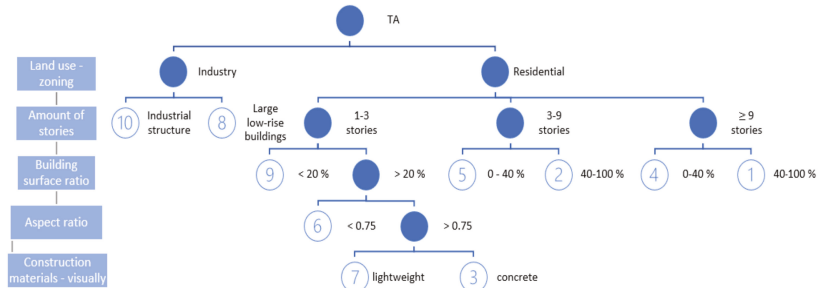 TA
Land use -
zoning
Industry
Residential
Amount of
stories
10
Industrial
structure
8
Large
low-rise
buildings
1-3
stories
3-9
stories
≥ 9
stories
Building
surface ratio
9
< 20 %
> 20 %
5
0 - 40 %
2
40-100 %
4
0-40 %
1
40-100 %
Aspect ratio
6
< 0.75
> 0.75
Construction
materials - visually
7
lightweight
3
concrete